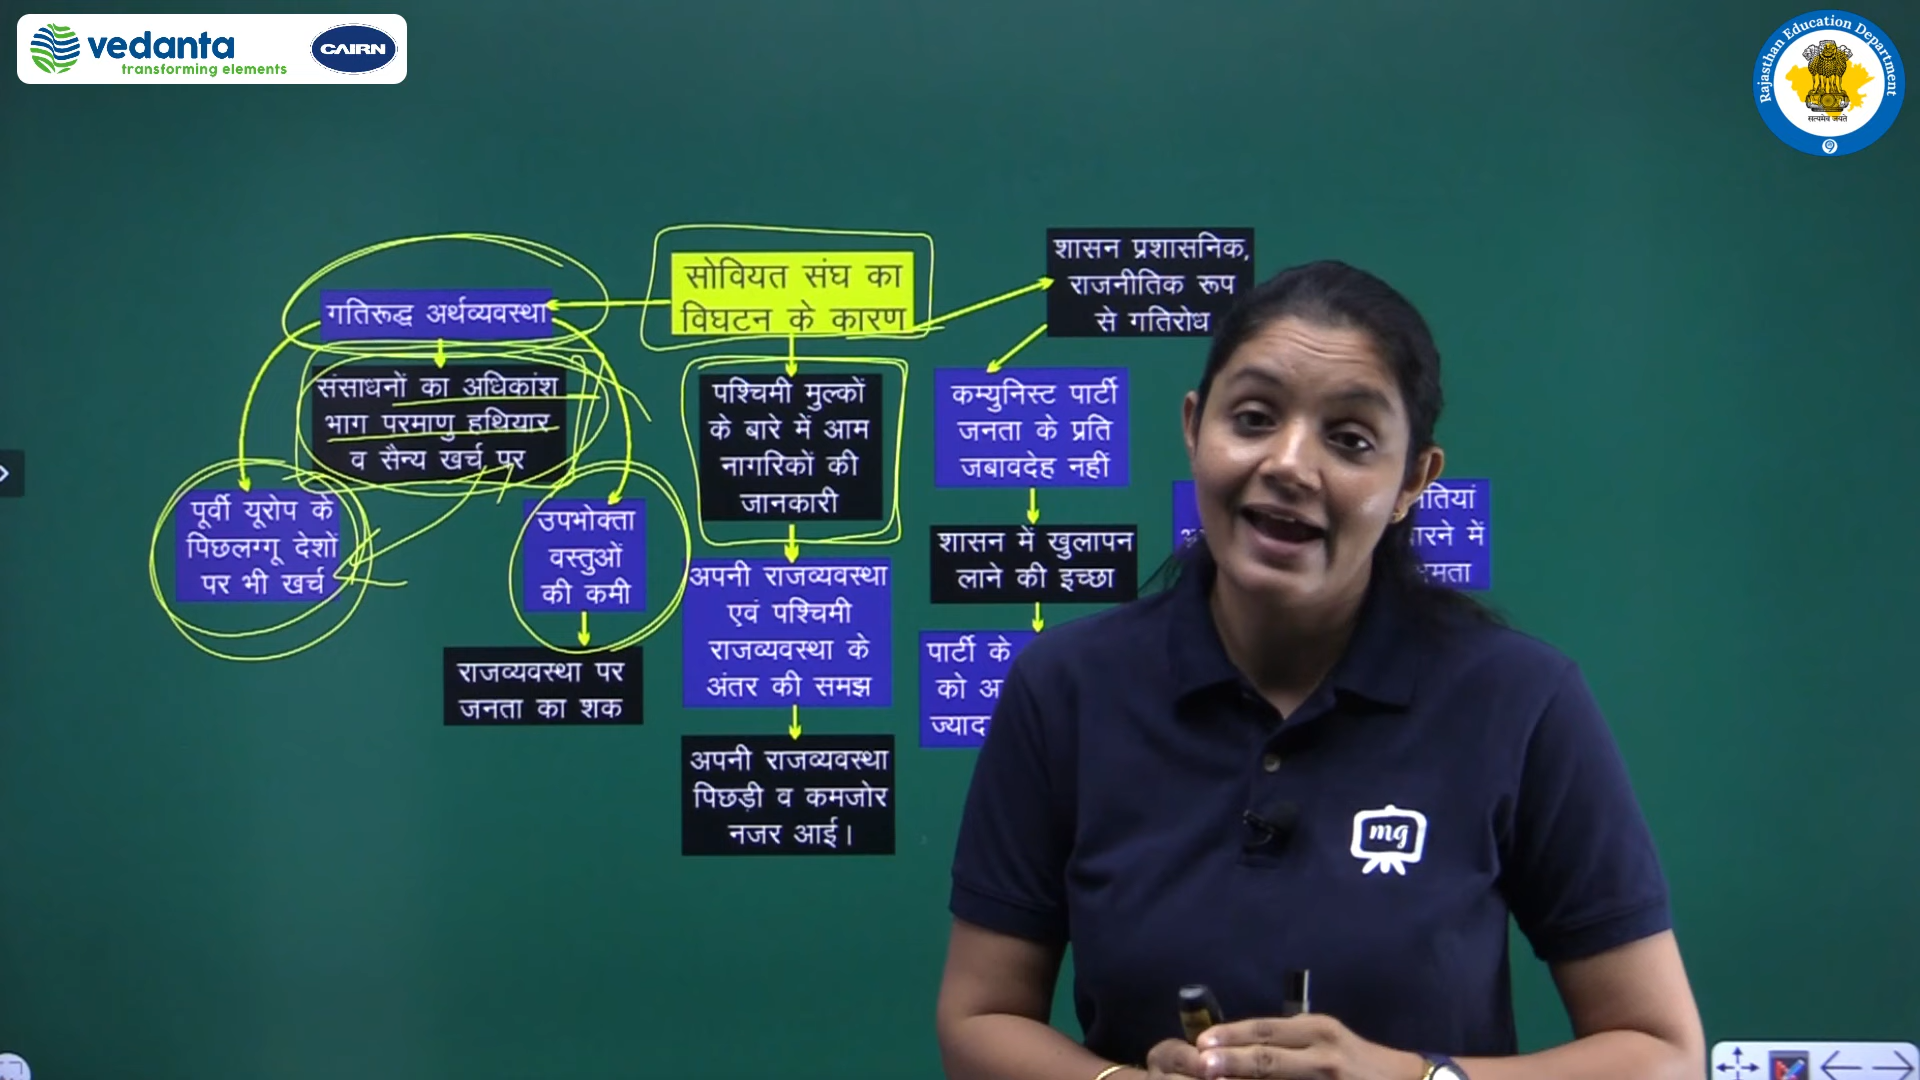 vedanta
transforming elements
CAIRN
Rajasthan Education Department
सत्यमेव जयते
सोवियत संघ का
विघटन के कारण
गतिरूद्ध अर्थव्यवस्था
संसाधनों का अधिकांश
भाग परमाणु हथियार
व सैन्य खर्च पर
पूर्वी यूरोप के
पिछलग्गू देशों
पर भी खर्च
उपभोक्ता
वस्तुओं
की कमी
राजव्यवस्था पर
जनता का शक
पश्चिमी मुल्कों
के बारे में आम
नागरिकों की
जानकारी
अपनी राजव्यवस्था
एवं पश्चिमी
राजव्यवस्था के
अंतर की समझ
अपनी राजव्यवस्था
पिछड़ी व कमजोर
नजर आई।
शासन प्रशासनिक,
राजनीतिक रूप
से गतिरोध
कम्युनिस्ट पार्टी
जनता के प्रति
जबावदेह नहीं
शासन में खुलापन
लाने की इच्छा
पार्टी के
को
में
mg